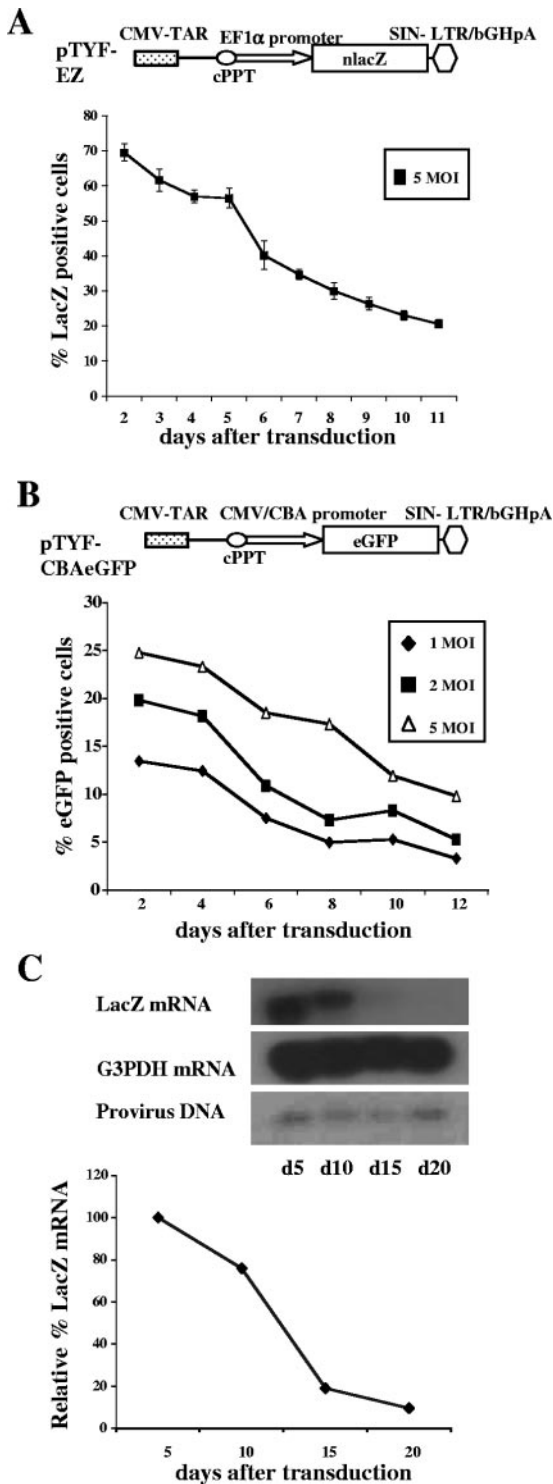 A
CMV-TAR EF1α promoter SIN- LTR/bGHpA
pTYF-
EZ
cPPT
nlacZ
% LacZ positive cells
80
70
60
50
40
30
20
10
0
5 MOI
2 3 4 5 6 7 8 9 10 11
days after transduction
B
CMV-TAR CMV/CBA promoter SIN- LTR/bGHpA
pTYF-
CBAeGFP
cPPT
eGFP
% eGFP positive cells
30
25
20
15
10
5
0
1 MOI
2 MOI
5 MOI
2 4 6 8 10 12
days after transduction
C
LacZ mRNA
G3PDH mRNA
Provirus DNA
d5 d10 d15 d20
Relative % LacZ mRNA
120
100
80
60
40
20
0
5 10 15 20
days after transduction